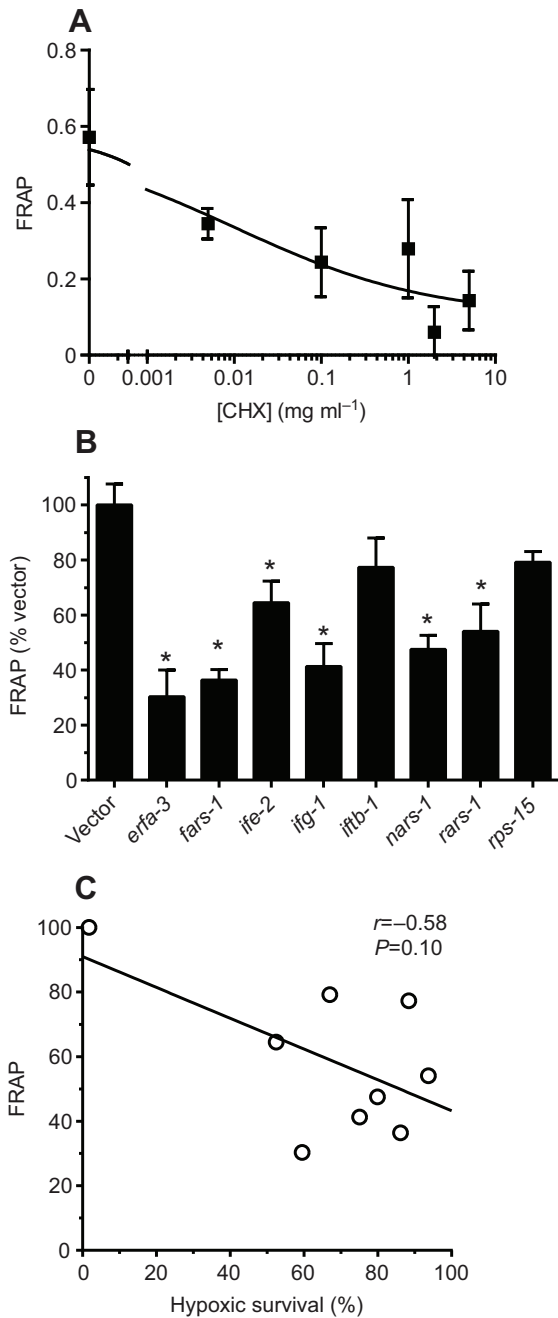 A
0.8
0.6
0.4
0.2
0
FRAP
0 0.001 0.01 0.1 1 10
[CHX] (mg ml–1)
B
100
80
60
40
20
0
FRAP (% vector)
* * * * * *
Vector erfa-3 fars-1 ife-2 ifg-1 iftb-1 nars-1 rars-1 rps-15
C
r=–0.58
P=0.10
100
80
60
40
20
0
FRAP
0 20 40 60 80 100
Hypoxic survival (%)